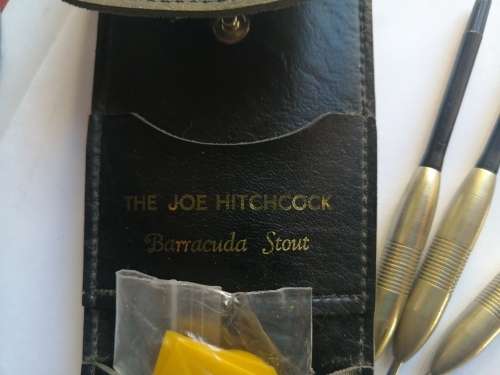 THE JOE HITCHCOCK
Barracuda Stout